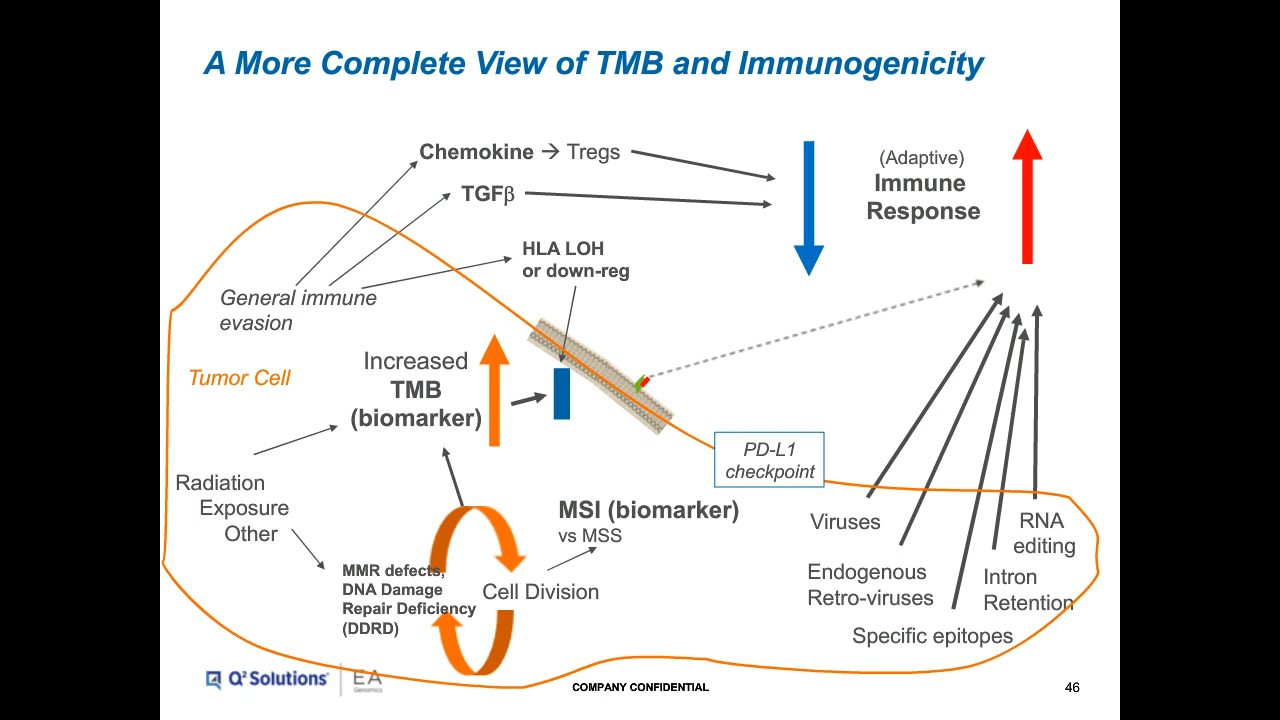 A More Complete View of TMB and Immunogenicity
Chemokine → Tregs
TGFβ
(Adaptive)
Immune
Response
HLA LOH
or down-reg
General immune
evasion
Tumor Cell
Increased
TMB
(biomarker)
PD-L1
checkpoint
Radiation
Exposure
Other
MSI (biomarker)
vs MSS
MMR defects,
DNA Damage
Repair Deficiency
(DDRD)
Cell Division
Viruses
RNA
editing
Endogenous
Retro-viruses
Intron
Retention
Specific epitopes
Q² Solutions
EA
Genomics
COMPANY CONFIDENTIAL
46